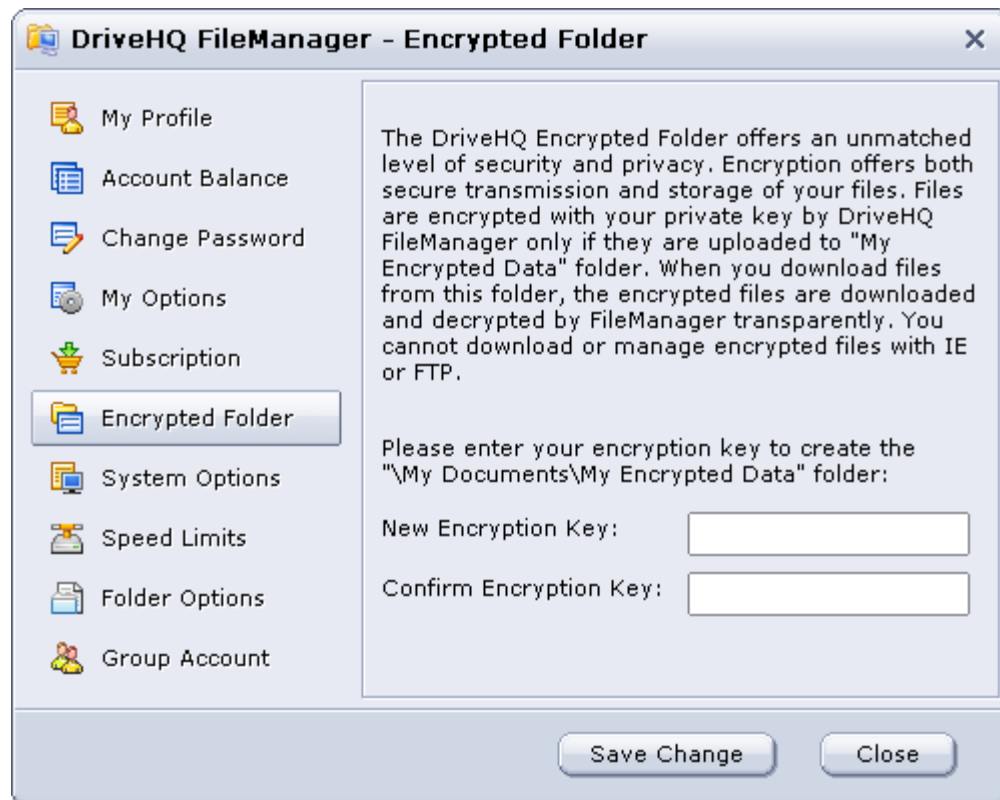 DriveHQ FileManager - Encrypted Folder
My Profile
Account Balance
Change Password
My Options
Subscription
Encrypted Folder
System Options
Speed Limits
Folder Options
Group Account
The DriveHQ Encrypted Folder offers an unmatched
level of security and privacy. Encryption offers both
secure transmission and storage of your files. Files
are encrypted with your private key by DriveHQ
FileManager only if they are uploaded to "My
Encrypted Data" folder. When you download files
from this folder, the encrypted files are downloaded
and decrypted by FileManager transparently. You
cannot download or manage encrypted files with IE
or FTP.
Please enter your encryption key to create the
"\My Documents\My Encrypted Data" folder:
New Encryption Key:
Confirm Encryption Key:
Save Change
Close